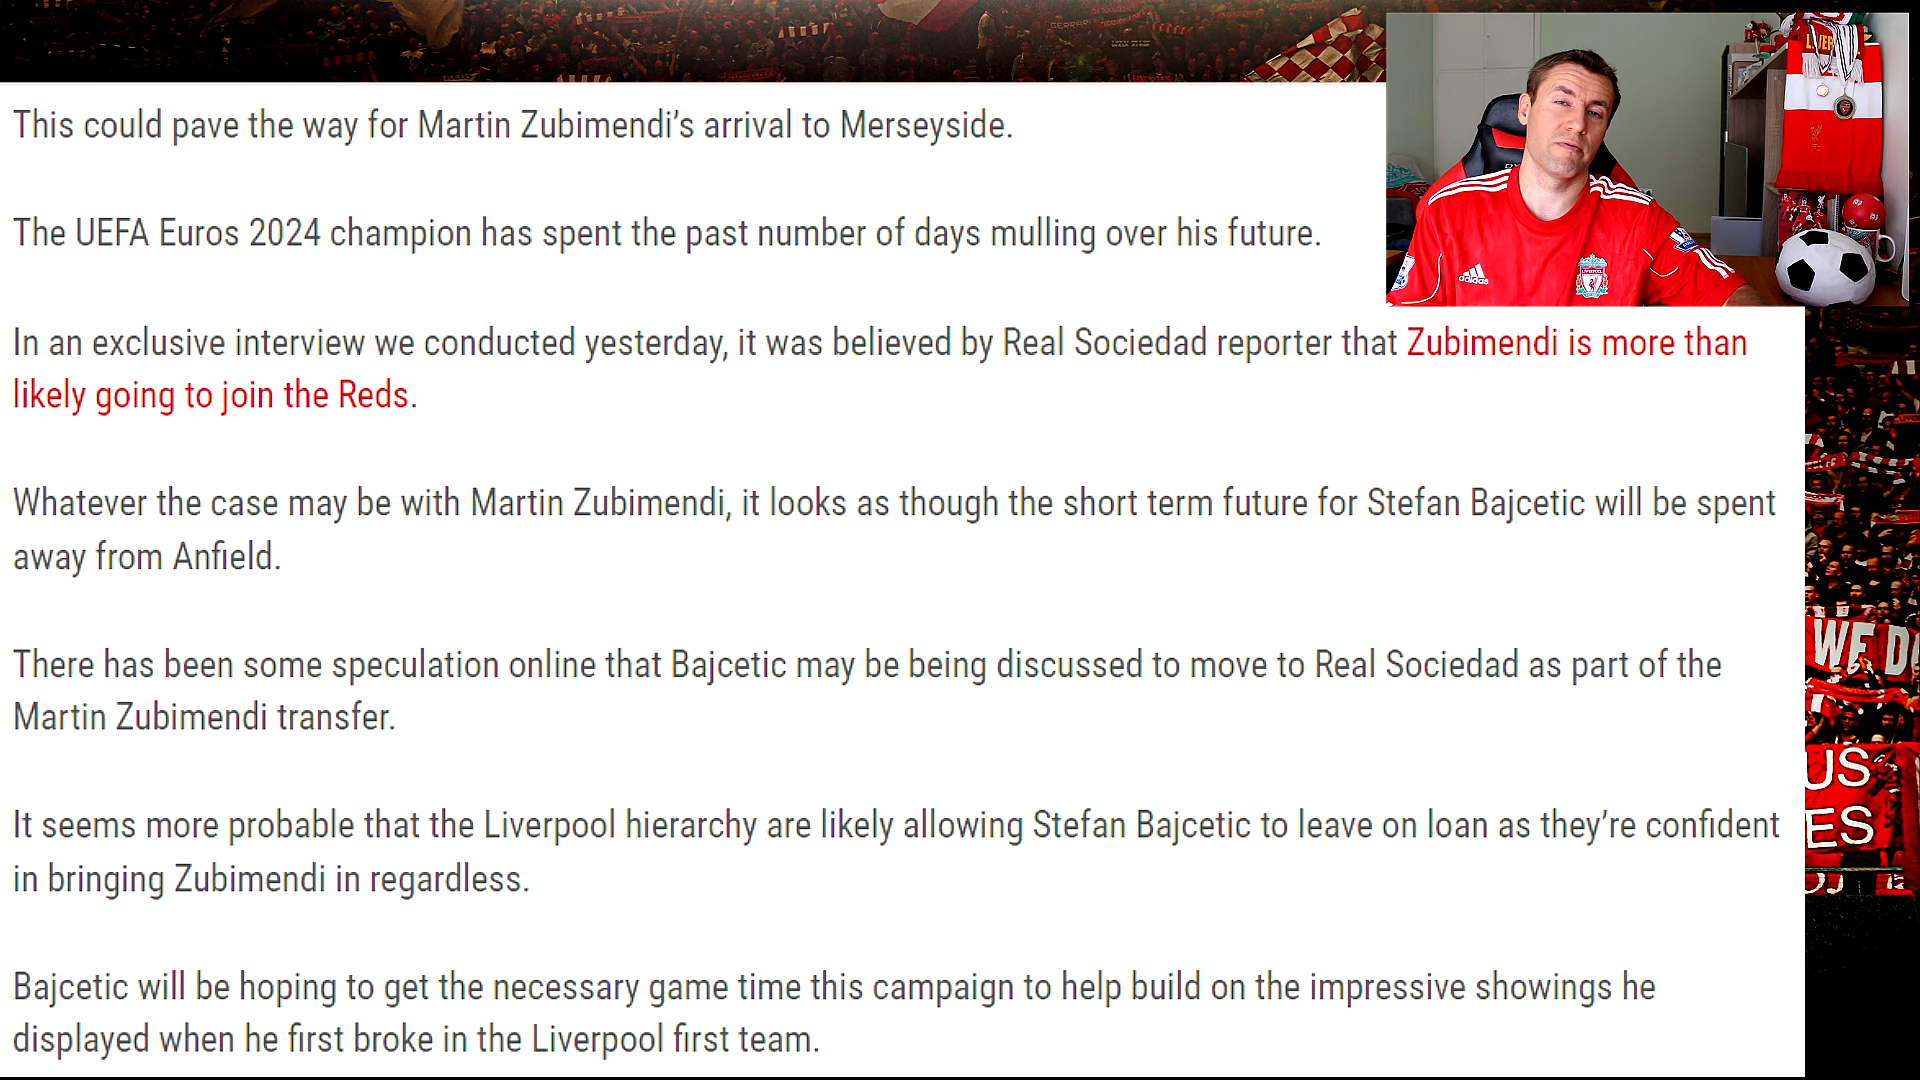 This could pave the way for Martin Zubimendi’s arrival to Merseyside.
The UEFA Euros 2024 champion has spent the past number of days mulling over his future.
In an exclusive interview we conducted yesterday, it was believed by Real Sociedad reporter that Zubimendi is more than
likely going to join the Reds.
Whatever the case may be with Martin Zubimendi, it looks as though the short term future for Stefan Bajcetic will be spent
away from Anfield.
There has been some speculation online that Bajcetic may be being discussed to move to Real Sociedad as part of the
Martin Zubimendi transfer.
It seems more probable that the Liverpool hierarchy are likely allowing Stefan Bajcetic to leave on loan as they’re confident
in bringing Zubimendi in regardless.
Bajcetic will be hoping to get the necessary game time this campaign to help build on the impressive showings he
displayed when he first broke in the Liverpool first team.
adidas
WE D
US
ES